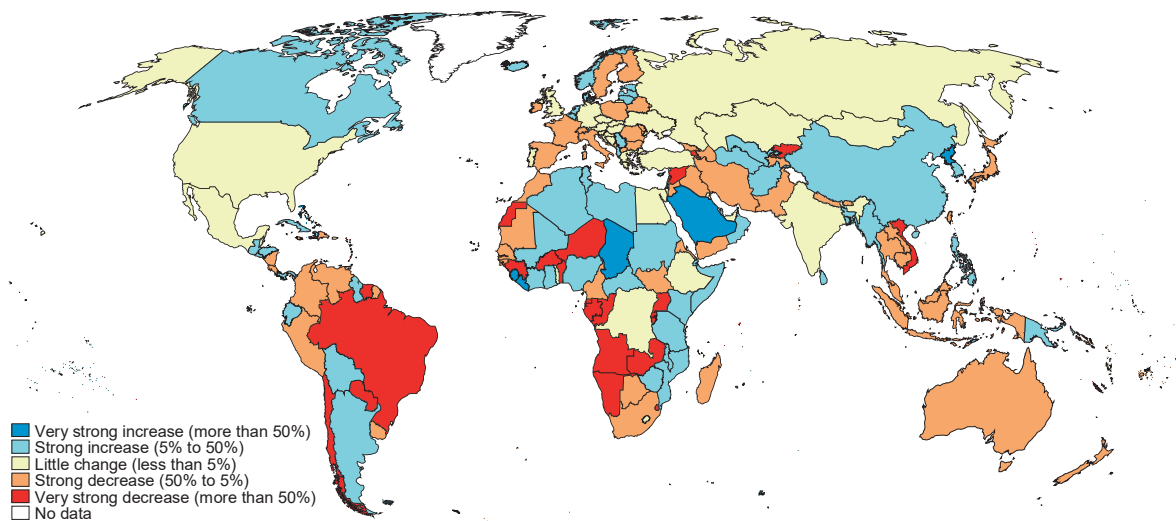 Very strong increase (more than 50%)
Strong increase (5% to 50%)
Little change (less than 5%)
Strong decrease (50% to 5%)
Very strong decrease (more than 50%)
No data